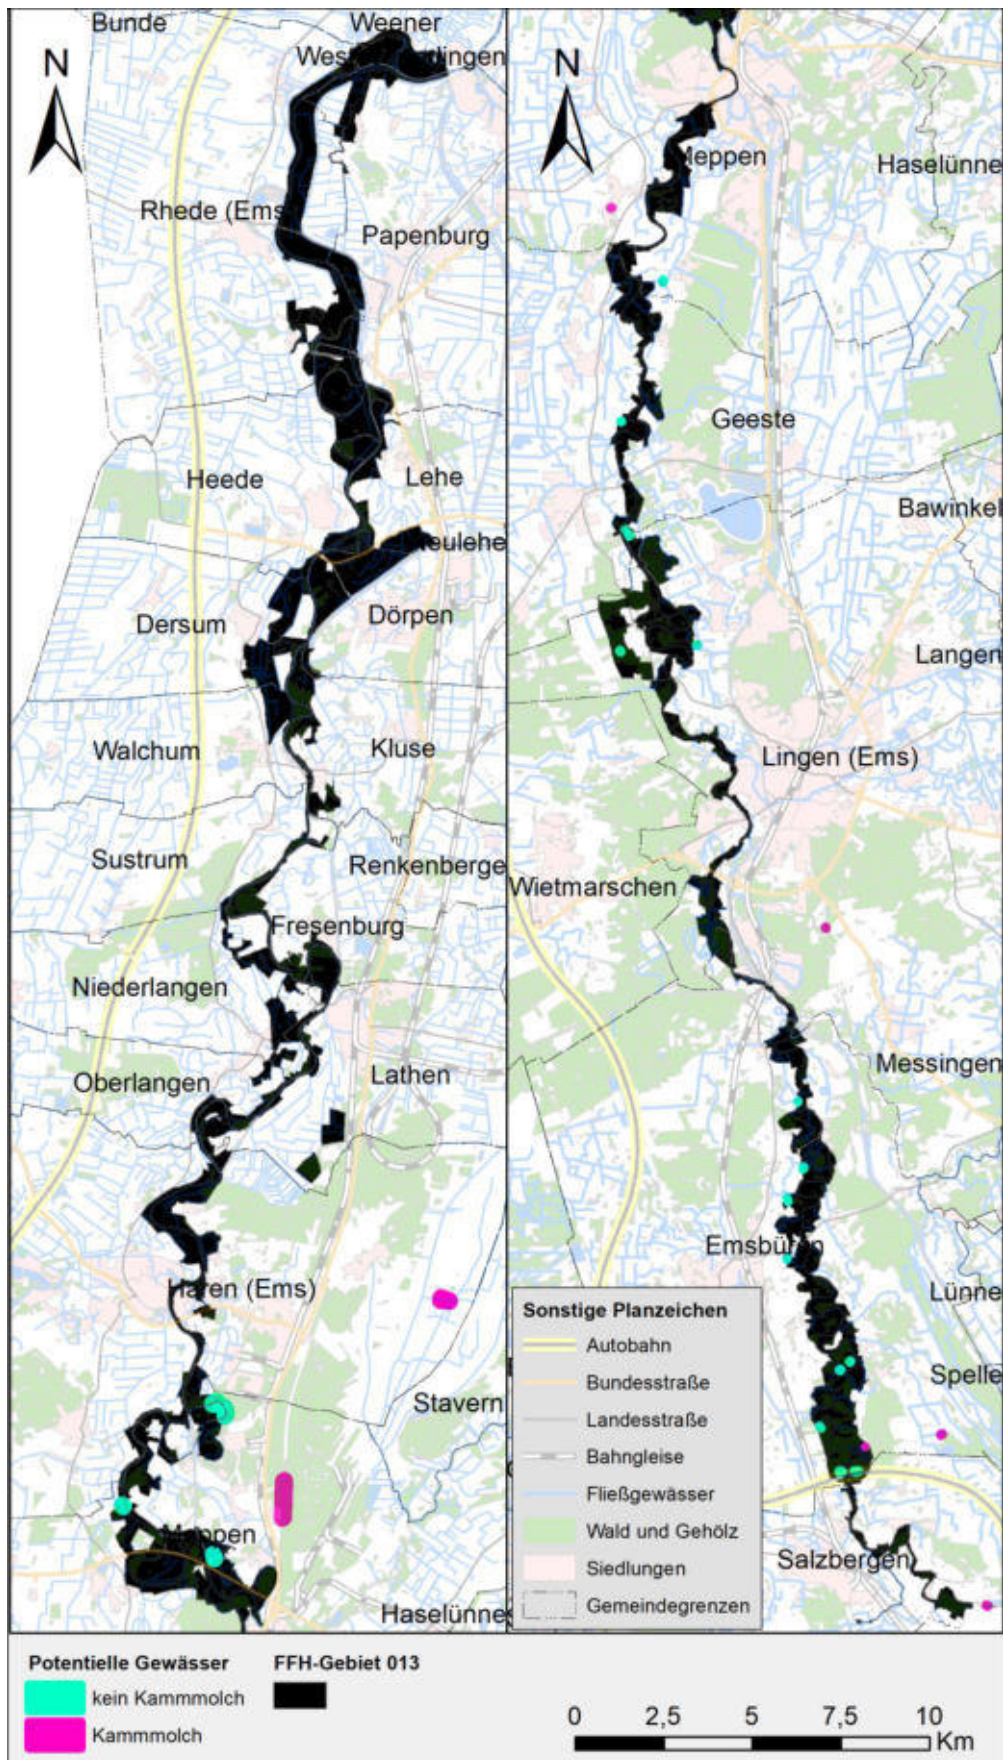 Bunde
Weener
N
Rhede (Ems
Papenburg
Heede
Lehe
Dersum
Dörpen
Walchum
Kluse
Sustrum
Renkenberge
Fresenburg
Niederlangen
Oberlangen
Lathen
Haren (Ems)
Stavern
Meppen
Haselünne
N
Meppen
Haselünne
Geeste
Bawinkel
Langen
Lingen (Ems)
Wietmarschen
Messingen
Emsbüren
Lünne
Spelle
Salzbergen
Sonstige Planzeichen
Autobahn
Bundesstraße
Landesstraße
Bahngleise
Fließgewässer
Wald und Gehölz
Siedlungen
Gemeindegrenzen
Potentielle Gewässer
kein Kammmolch
Kammmolch
FFH-Gebiet 013
0 2,5 5 7,5 10
Km